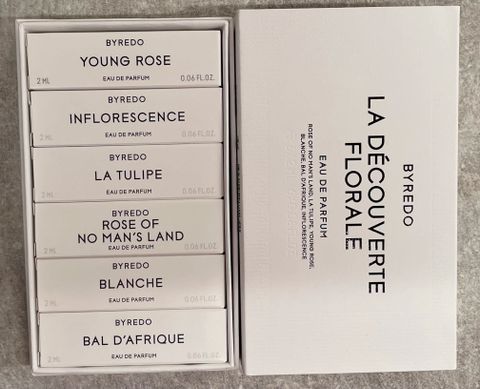 BYREDO
YOUNG ROSE
2 ML EAU DE PARFUM 0.06 FL.OZ.
BYREDO
INFLORESCENCE
2 ML EAU DE PARFUM 0.06 FL.OZ.
BYREDO
LA TULIPE
2 ML EAU DE PARFUM 0.06 FL.OZ.
BYREDO
ROSE OF
NO MAN'S LAND
2 ML EAU DE PARFUM 0.06 FL.OZ.
BYREDO
BLANCHE
2 ML EAU DE PARFUM 0.06 FL.OZ.
BYREDO
BAL D'AFRIQUE
2 ML EAU DE PARFUM 0.06 FL.OZ.
BYREDO
LA DÉCOUVERTE
FLORALE
EAU DE PARFUM
ROSE OF NO MAN'S LAND, LA TULIPE, YOUNG ROSE,
BLANCHE, BAL D'AFRIQUE, INFLORESCENCE